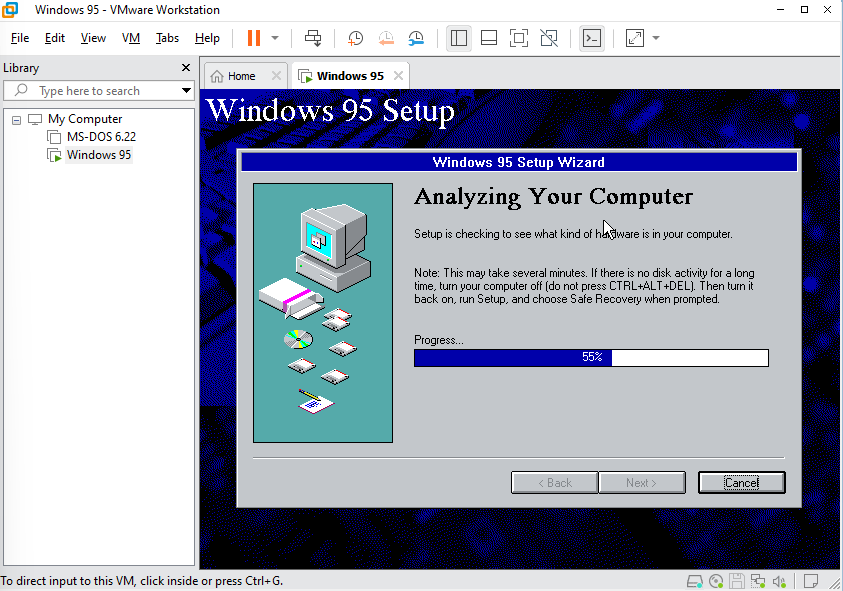 Windows 95 - VMware Workstation
File Edit View VM Tabs Help
Library
Type here to search
My Computer
MS-DOS 6.22
Windows 95
Home
Windows 95
Windows 95 Setup
Windows 95 Setup Wizard
Analyzing Your Computer
Setup is checking to see what kind of hardware is in your computer.
Note: This may take several minutes. If there is no disk activity for a long
time, turn your computer off (do not press CTRL+ALT+DEL). Then turn it
back on, run Setup, and choose Safe Recovery when prompted.
Progress...
55%
< Back
Next >
Cancel
To direct input to this VM, click inside or press Ctrl+G.